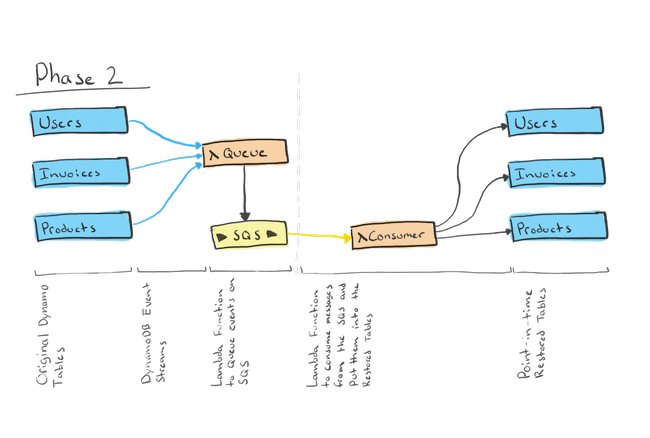 Phase 2
Users
Invoices
Products
λ Queue
▶ SQS ▶
λ Consumer
Users
Invoices
Products
Original Dynamo
Tables
DynamoDB Event
Streams
Lambda Function
to Queue events on
SQS
Lambda Function
to consume messages
from the SQS and
Put them into the
Restored Tables
Point-in-time
Restored Tables